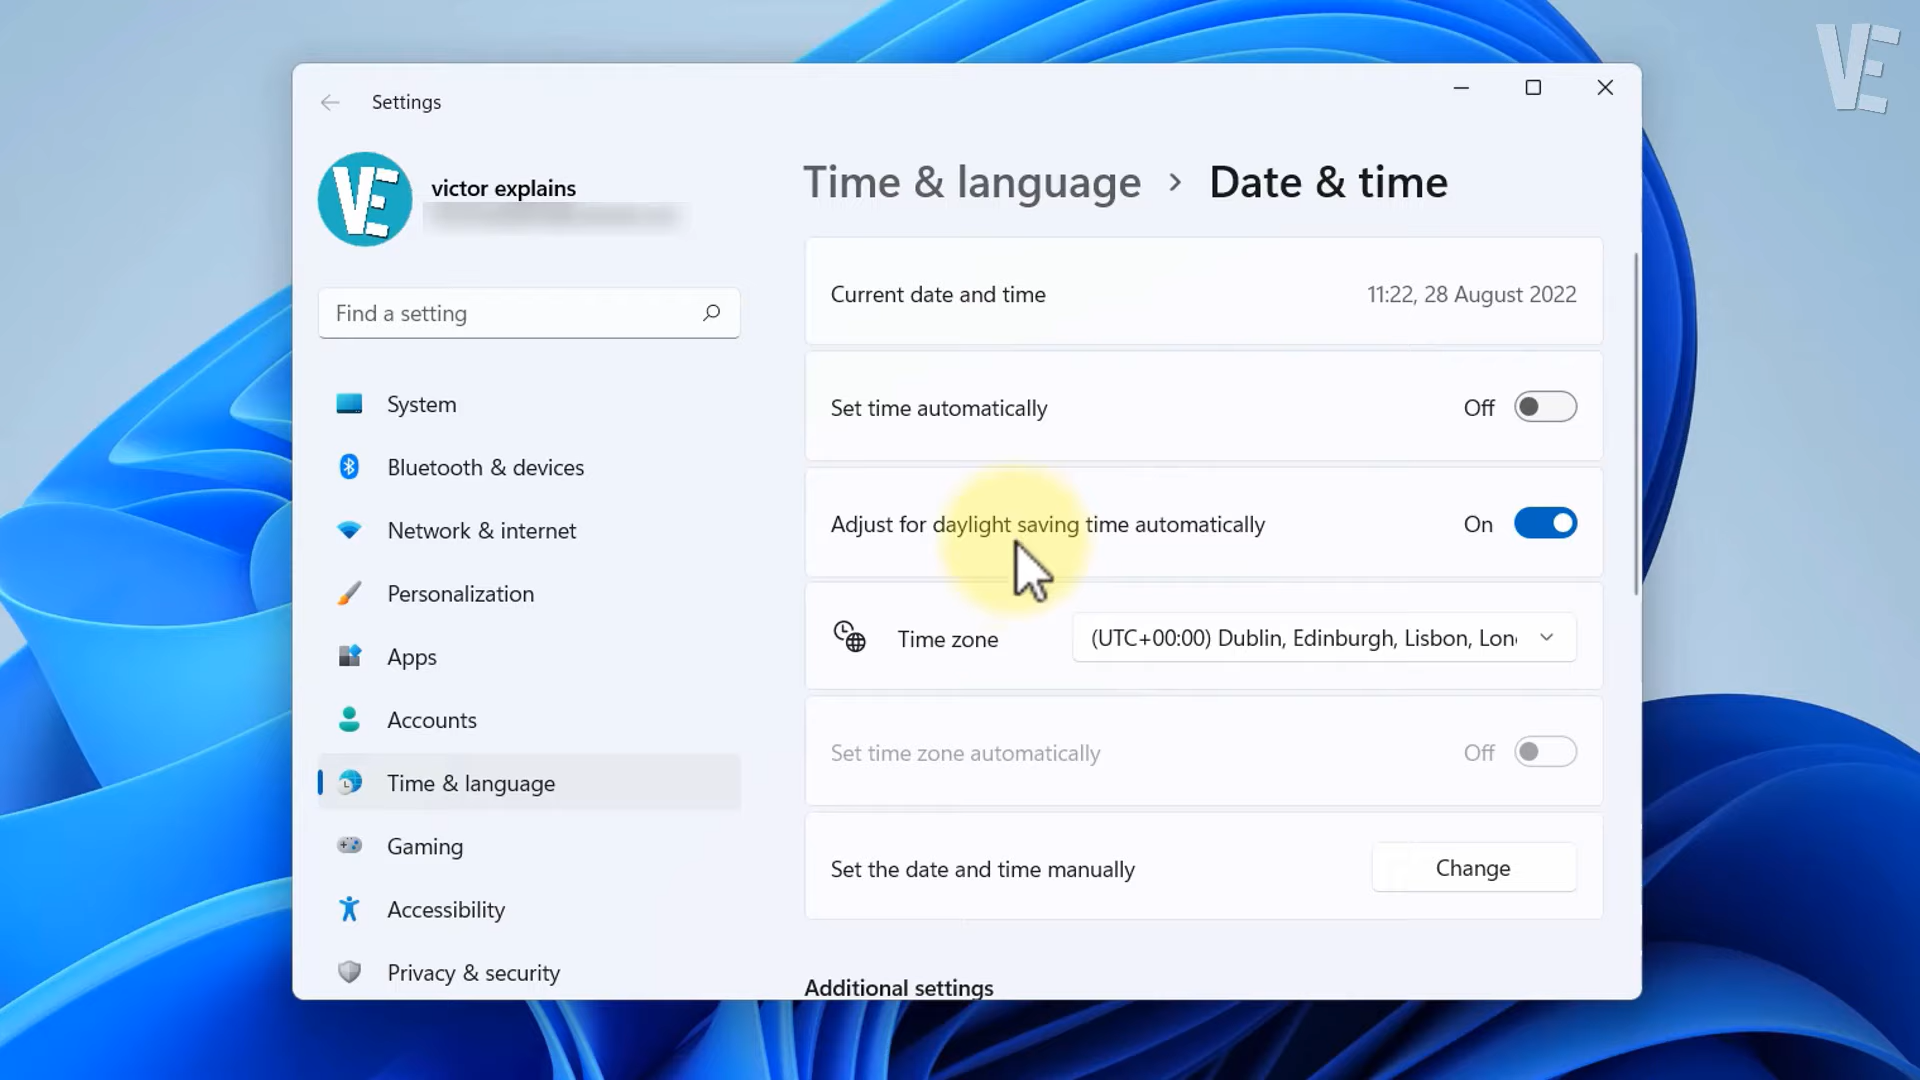 VE
Settings
VE
victor explains
Find a setting
System
Bluetooth & devices
Network & internet
Personalization
Apps
Accounts
Time & language
Gaming
Accessibility
Privacy & security
Time & language > Date & time
Current date and time 11:22, 28 August 2022
Set time automatically Off
Adjust for daylight saving time automatically On
Time zone (UTC+00:00) Dublin, Edinburgh, Lisbon, Lon
Set time zone automatically Off
Set the date and time manually Change
Additional settings